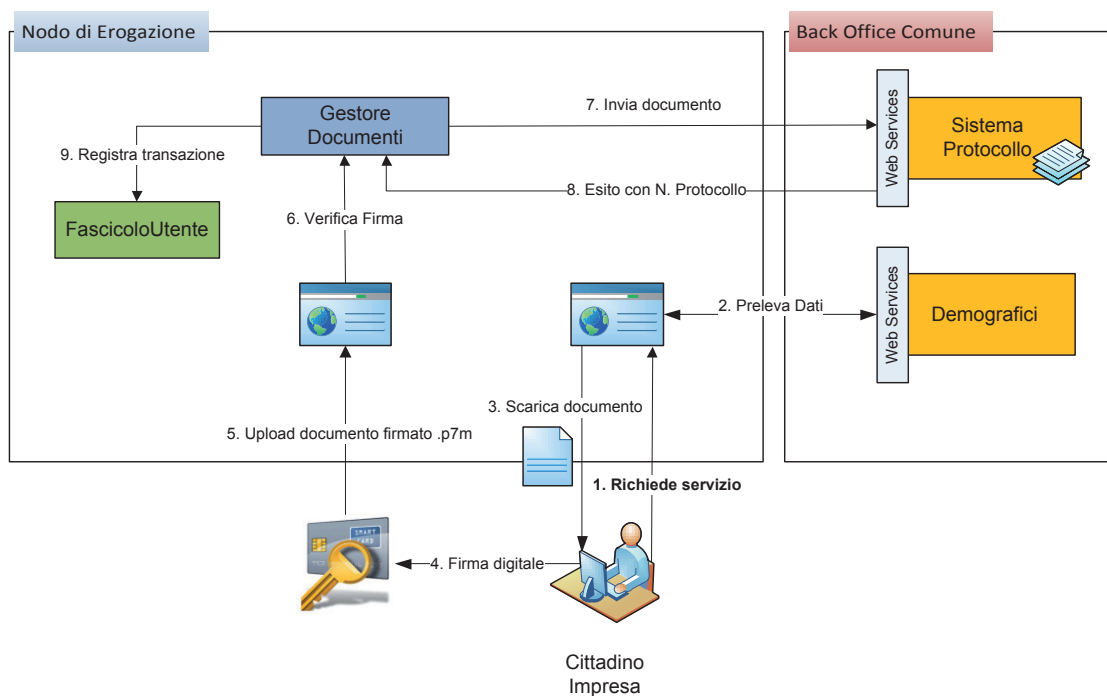 Nodo di Erogazione
Back Office Comune
Gestore
Documenti
7. Invia documento
Web Services
Sistema
Protocollo
9. Registra transazione
8. Esito con N. Protocollo
FascicoloUtente
6. Verifica Firma
2. Preleva Dati
Web Services
Demografici
3. Scarica documento
5. Upload documento firmato .p7m
1. Richiede servizio
SMART
CARD
4. Firma digitale
Cittadino
Impresa